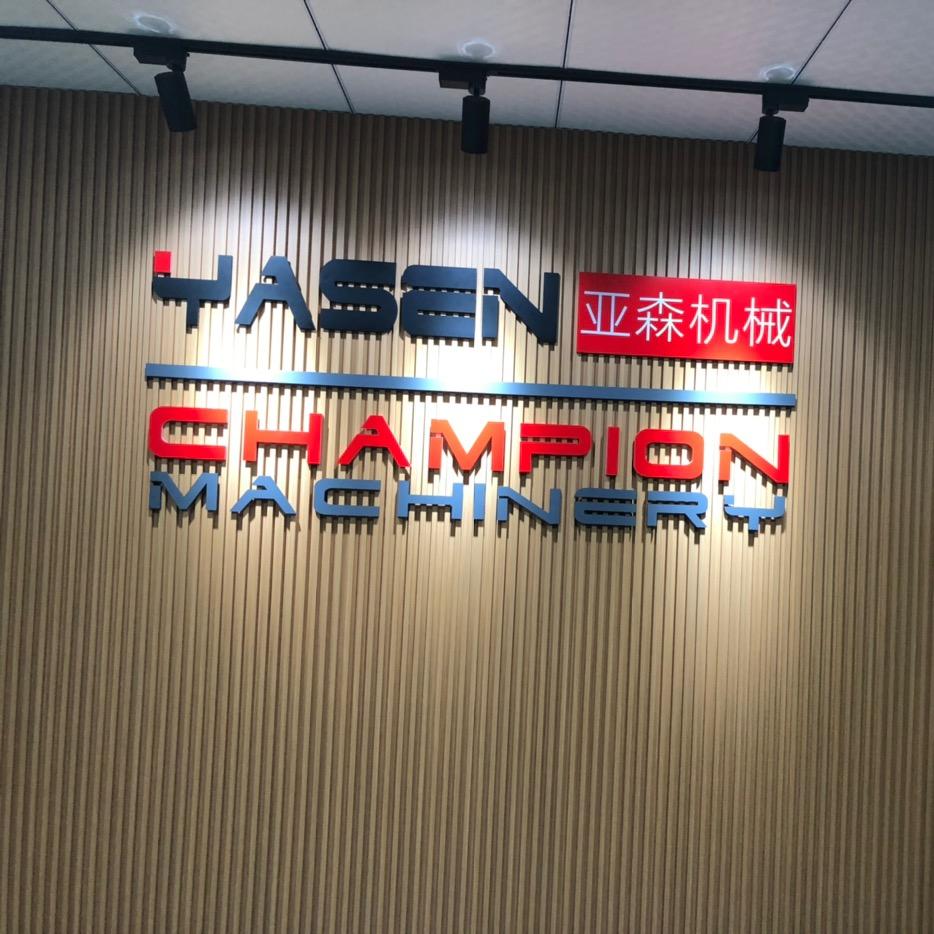 YASEN 亚森机械
CHAMPION
MACHINERY